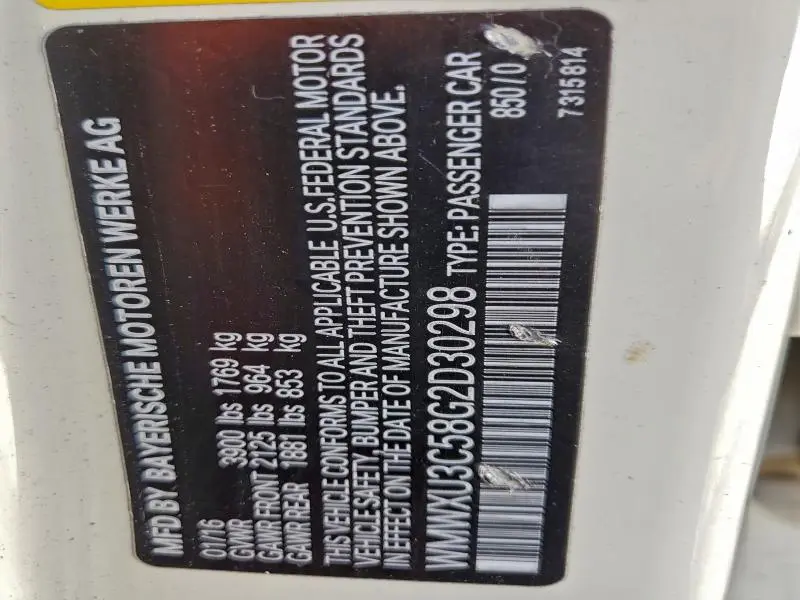 MFD BY BAYERISCHE MOTOREN WERKE AG
01/16
GVWR 3900 lbs 1769 kg
GAWR FRONT 2125 lbs 964 kg
GAWR REAR 1881 lbs 853 kg
THIS VEHICLE CONFORMS TO ALL APPLICABLE U.S. FEDERAL MOTOR
VEHICLE SAFETY, BUMPER AND THEFT PREVENTION STANDARDS
IN EFFECT ON THE DATE OF MANUFACTURE SHOWN ABOVE.
WMWXU3C58G2D30298 TYPE: PASSENGER CAR
850/0
7315814